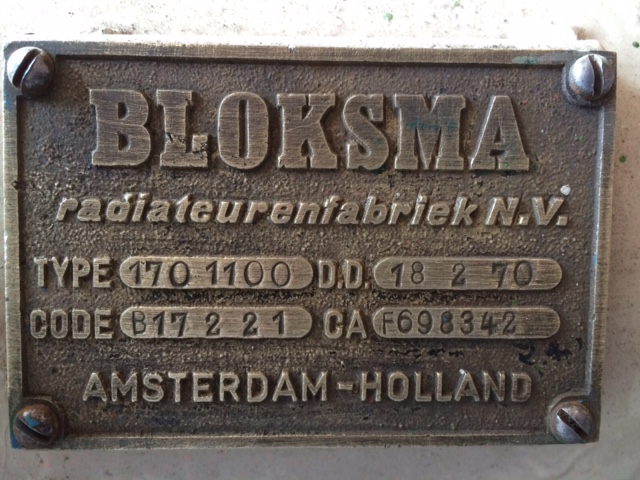 BLOKSMA
radiateurenfabriek N.V.
TYPE 170 1100 D.D. 18 2 70
CODE B17 2 21 CA F698342
AMSTERDAM-HOLLAND